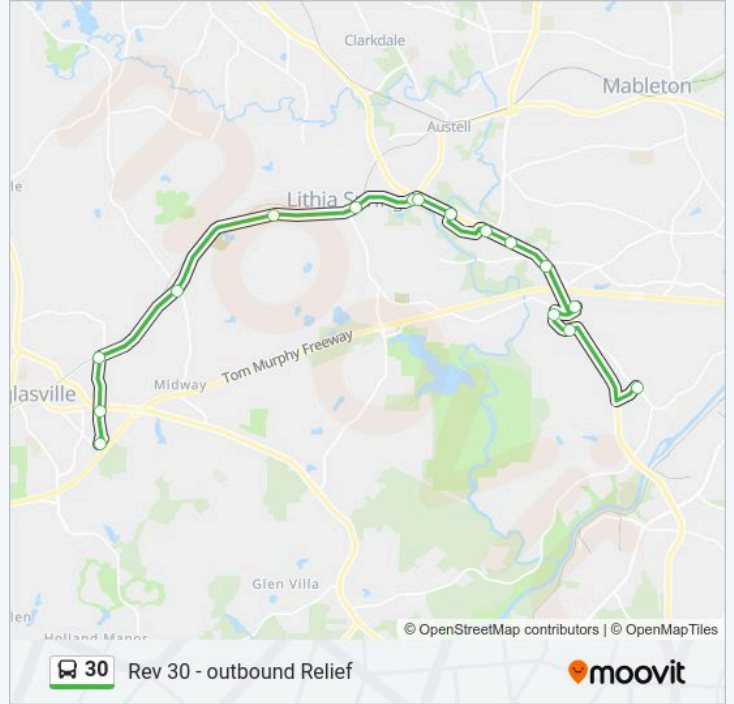 Clarkdale
Mableton
Austell
le
Lithia Spring
Tom Murphy Freeway
Midway
glasville
Glen Villa
len
Holland Manor
© OpenStreetMap contributors | © OpenMapTiles
30 Rev 30 - outbound Relief
moovit